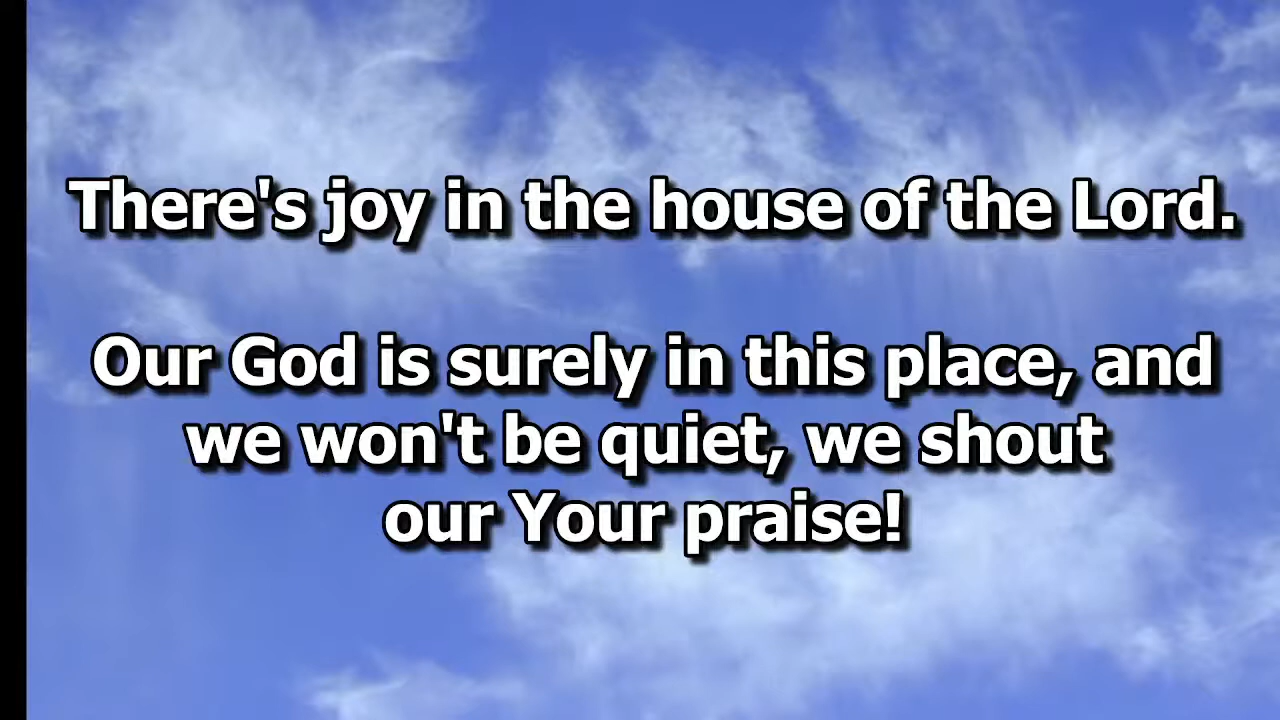 There's joy in the house of the Lord.
Our God is surely in this place, and
we won't be quiet, we shout
our Your praise!